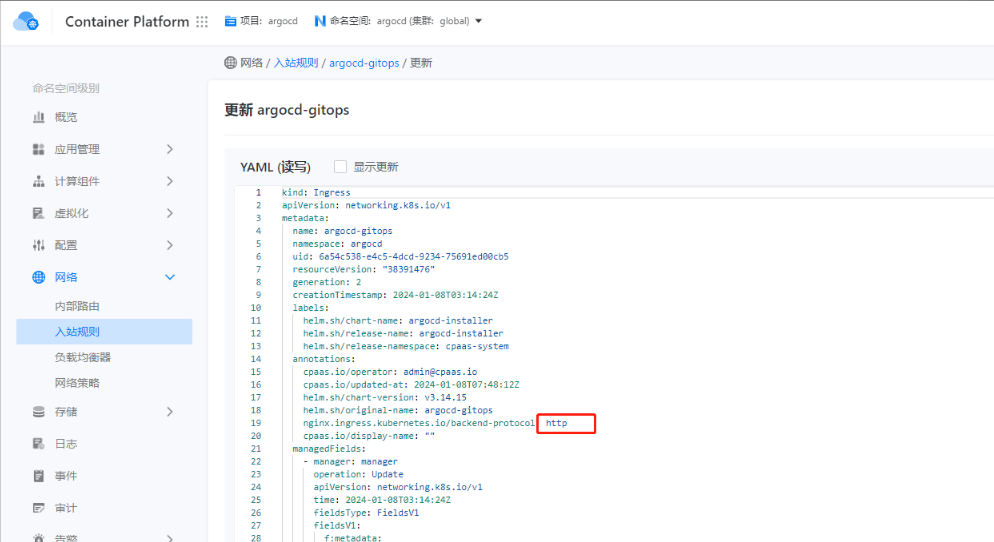 Container Platform 项目: argocd 命名空间: argocd (集群: global)
网络 / 入站规则 / argocd-gitops / 更新
命名空间级别
概览
应用管理
计算组件
虚拟化
配置
网络
内部路由
入站规则
负载均衡器
网络策略
存储
日志
事件
审计
告警
更新 argocd-gitops
YAML (读写) 显示更新
1 kind: Ingress
2 apiVersion: networking.k8s.io/v1
3 metadata:
4 name: argocd-gitops
5 namespace: argocd
6 uid: 6a54c538-e4c5-4dcd-9234-75691ed00cb5
7 resourceVersion: "38391476"
8 generation: 2
9 creationTimestamp: 2024-01-08T03:14:24Z
10 labels:
11 helm.sh/chart-name: argocd-installer
12 helm.sh/release-name: argocd-installer
13 helm.sh/release-namespace: cpaas-system
14 annotations:
15 cpaas.io/operator: admin@cpaas.io
16 cpaas.io/updated-at: 2024-01-08T07:48:12Z
17 helm.sh/chart-version: v3.14.15
18 helm.sh/original-name: argocd-gitops
19 nginx.ingress.kubernetes.io/backend-protocol http
20 cpaas.io/display-name: ""
21 managedFields:
22 - manager: manager
23 operation: Update
24 apiVersion: networking.k8s.io/v1
25 time: 2024-01-08T03:14:24Z
26 fieldsType: FieldsV1
27 fieldsV1:
28 f:metadata: